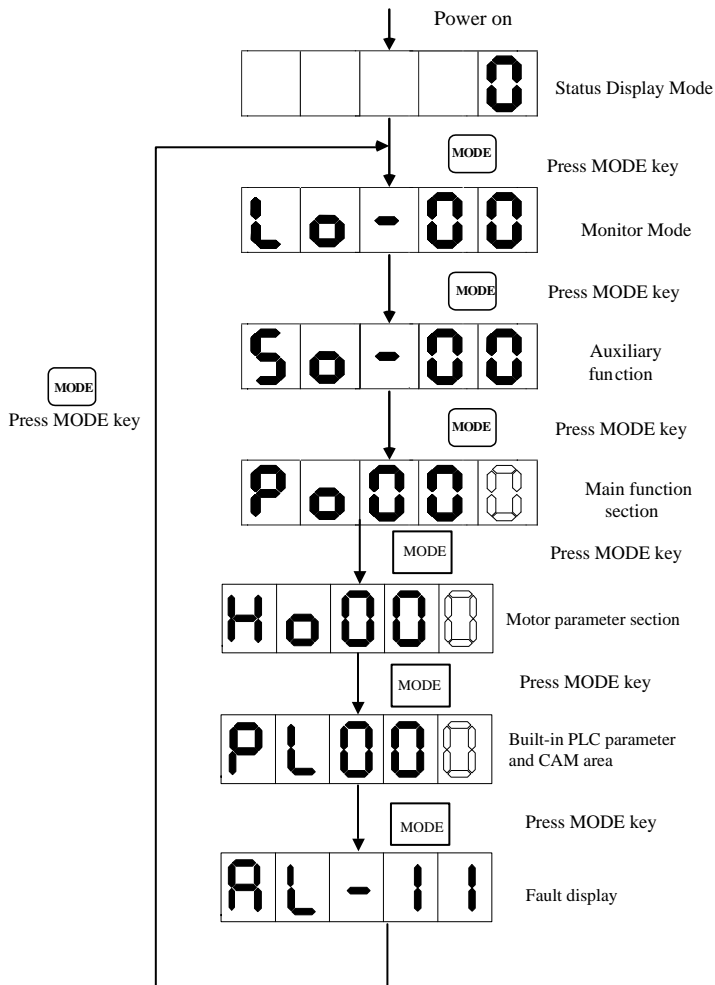 Power on
0
Status Display Mode
MODE
Press MODE key
Lo-00
Monitor Mode
MODE
Press MODE key
So-00
Auxiliary
function
MODE
Press MODE key
MODE
Press MODE key
Po000
Main function
section
MODE
Press MODE key
Ho000
Motor parameter section
MODE
Press MODE key
PL000
Built-in PLC parameter
and CAM area
MODE
Press MODE key
AL-11
Fault display